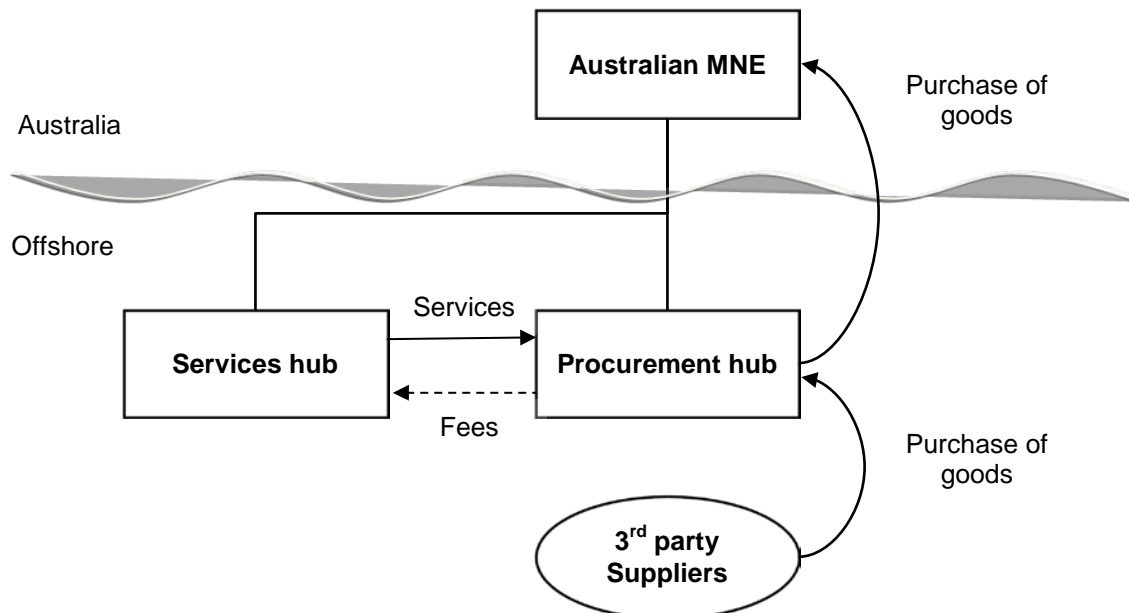 Australian MNE
Purchase of
goods
Australia
Offshore
Services
Services hub
Procurement hub
Fees
Purchase of
goods
3rd party
Suppliers